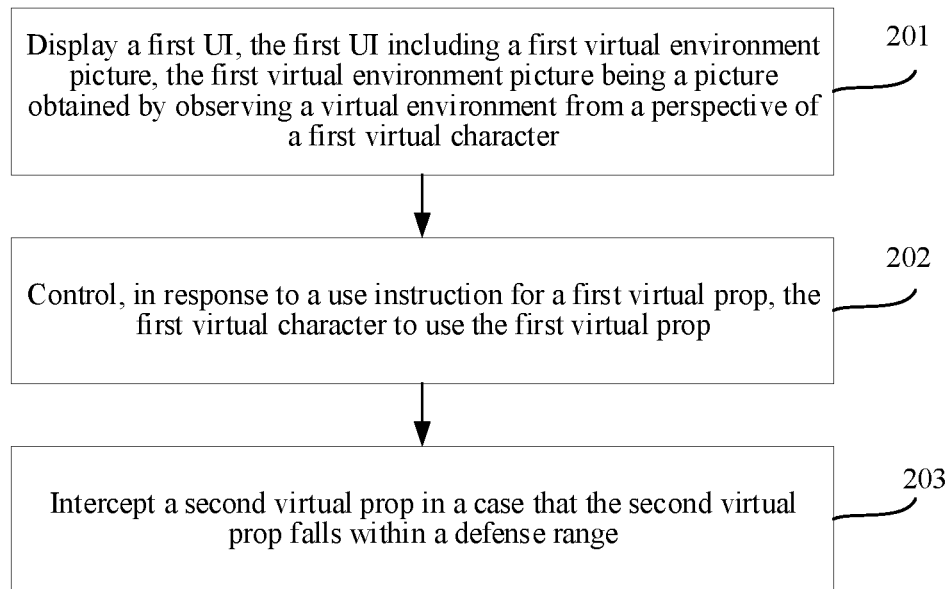 Display a first UI, the first UI including a first virtual environment
picture, the first virtual environment picture being a picture
obtained by observing a virtual environment from a perspective of
a first virtual character
201
Control, in response to a use instruction for a first virtual prop, the
first virtual character to use the first virtual prop
202
Intercept a second virtual prop in a case that the second virtual
prop falls within a defense range
203